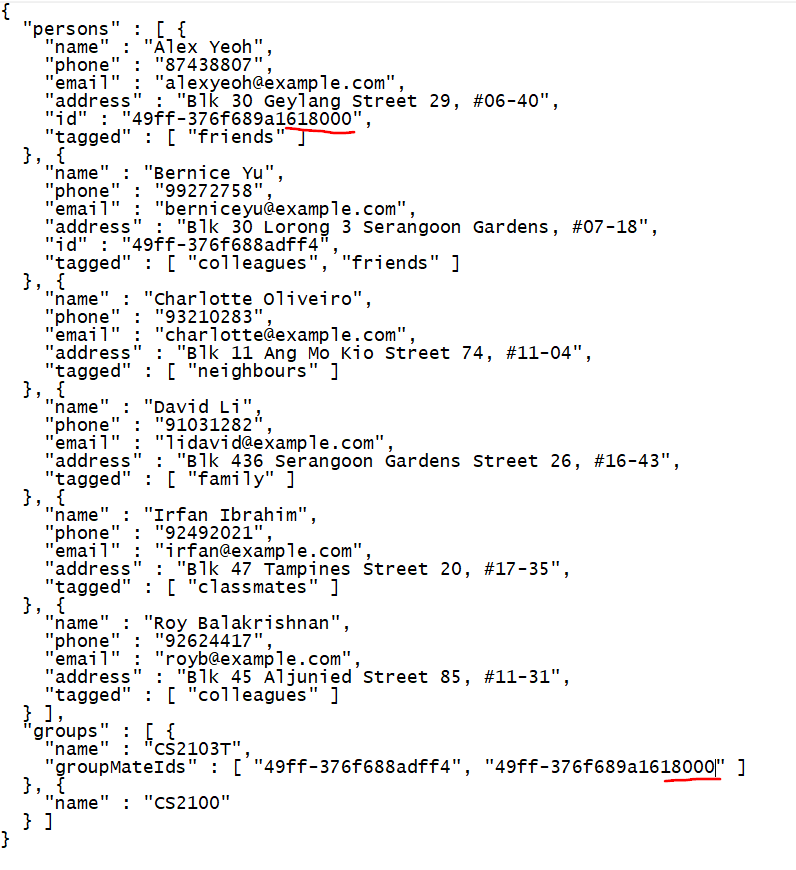 {
"persons" : [ {
"name" : "Alex Yeoh",
"phone" : "87438807",
"email" : "alexyeoh@example.com",
"address" : "Blk 30 Geylang Street 29, #06-40",
"id" : "49ff-376f689a1618000",
"tagged" : [ "friends" ]
}, {
"name" : "Bernice Yu",
"phone" : "99272758",
"email" : "berniceyu@example.com",
"address" : "Blk 30 Lorong 3 Serangoon Gardens, #07-18",
"id" : "49ff-376f688adff4",
"tagged" : [ "colleagues", "friends" ]
}, {
"name" : "Charlotte Oliveiro",
"phone" : "93210283",
"email" : "charlotte@example.com",
"address" : "Blk 11 Ang Mo Kio Street 74, #11-04",
"tagged" : [ "neighbours" ]
}, {
"name" : "David Li",
"phone" : "91031282",
"email" : "lidavid@example.com",
"address" : "Blk 436 Serangoon Gardens Street 26, #16-43",
"tagged" : [ "family" ]
}, {
"name" : "Irfan Ibrahim",
"phone" : "92492021",
"email" : "irfan@example.com",
"address" : "Blk 47 Tampines Street 20, #17-35",
"tagged" : [ "classmates" ]
}, {
"name" : "Roy Balakrishnan",
"phone" : "92624417",
"email" : "royb@example.com",
"address" : "Blk 45 Aljunied Street 85, #11-31",
"tagged" : [ "colleagues" ]
} ],
"groups" : [ {
"name" : "CS2103T",
"groupMateIds" : [ "49ff-376f688adff4", "49ff-376f689a1618000" ]
}, {
"name" : "CS2100"
} ]
}